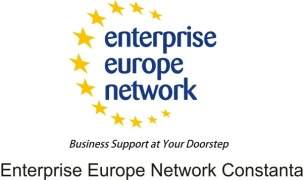 enterprise
europe
network
Business Support at Your Doorstep
Enterprise Europe Network Constanta